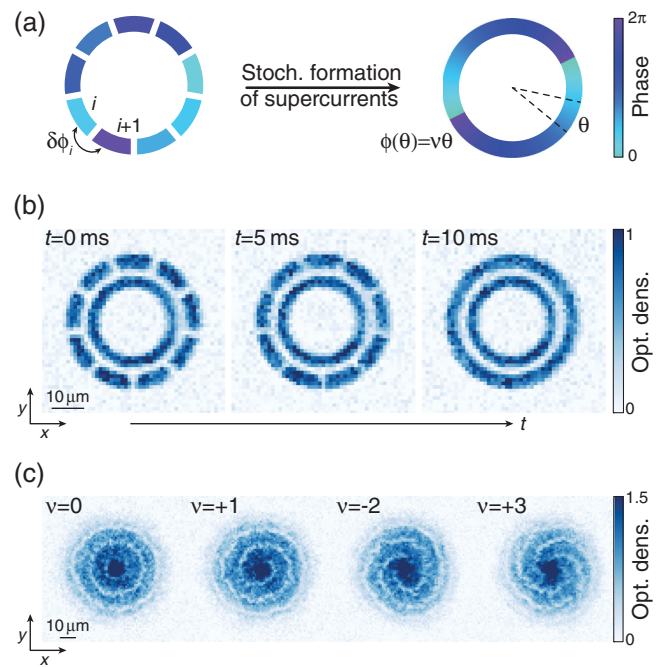 (a)
2π
Phase
0
i
i+1
δϕi
Stoch. formation
of supercurrents
θ
ϕ(θ)=νθ
(b)
t=0 ms
t=5 ms
t=10 ms
1
Opt. dens.
0
y
x
10 μm
t
(c)
ν=0
ν=+1
ν=-2
ν=+3
1.5
Opt. dens.
0
y
x
10 μm